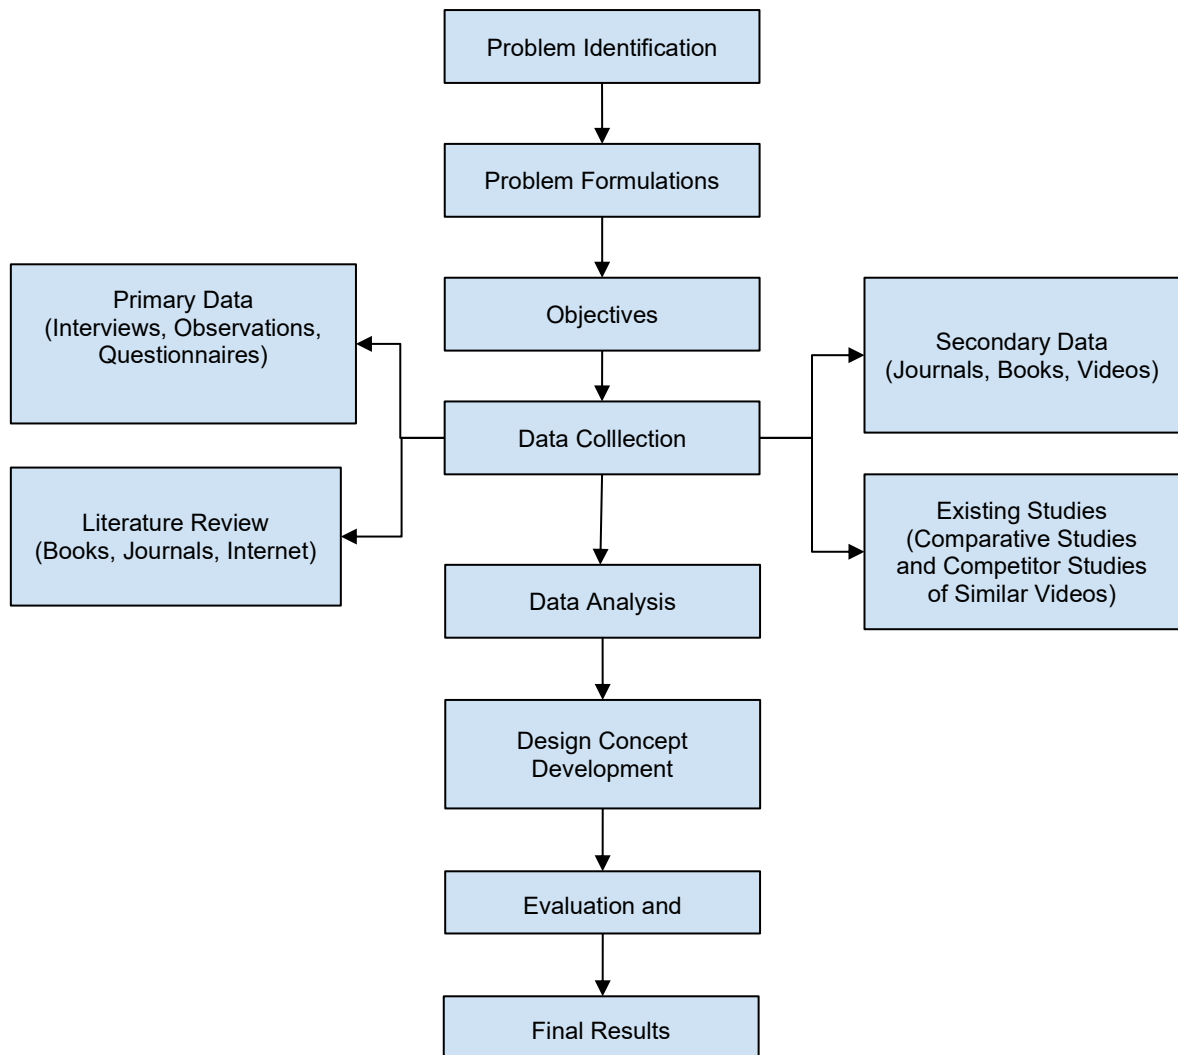 Problem Identification
Problem Formulations
Objectives
Primary Data
(Interviews, Observations,
Questionnaires)
Secondary Data
(Journals, Books, Videos)
Data Colllection
Literature Review
(Books, Journals, Internet)
Existing Studies
(Comparative Studies
and Competitor Studies
of Similar Videos)
Data Analysis
Design Concept
Development
Evaluation and
Final Results